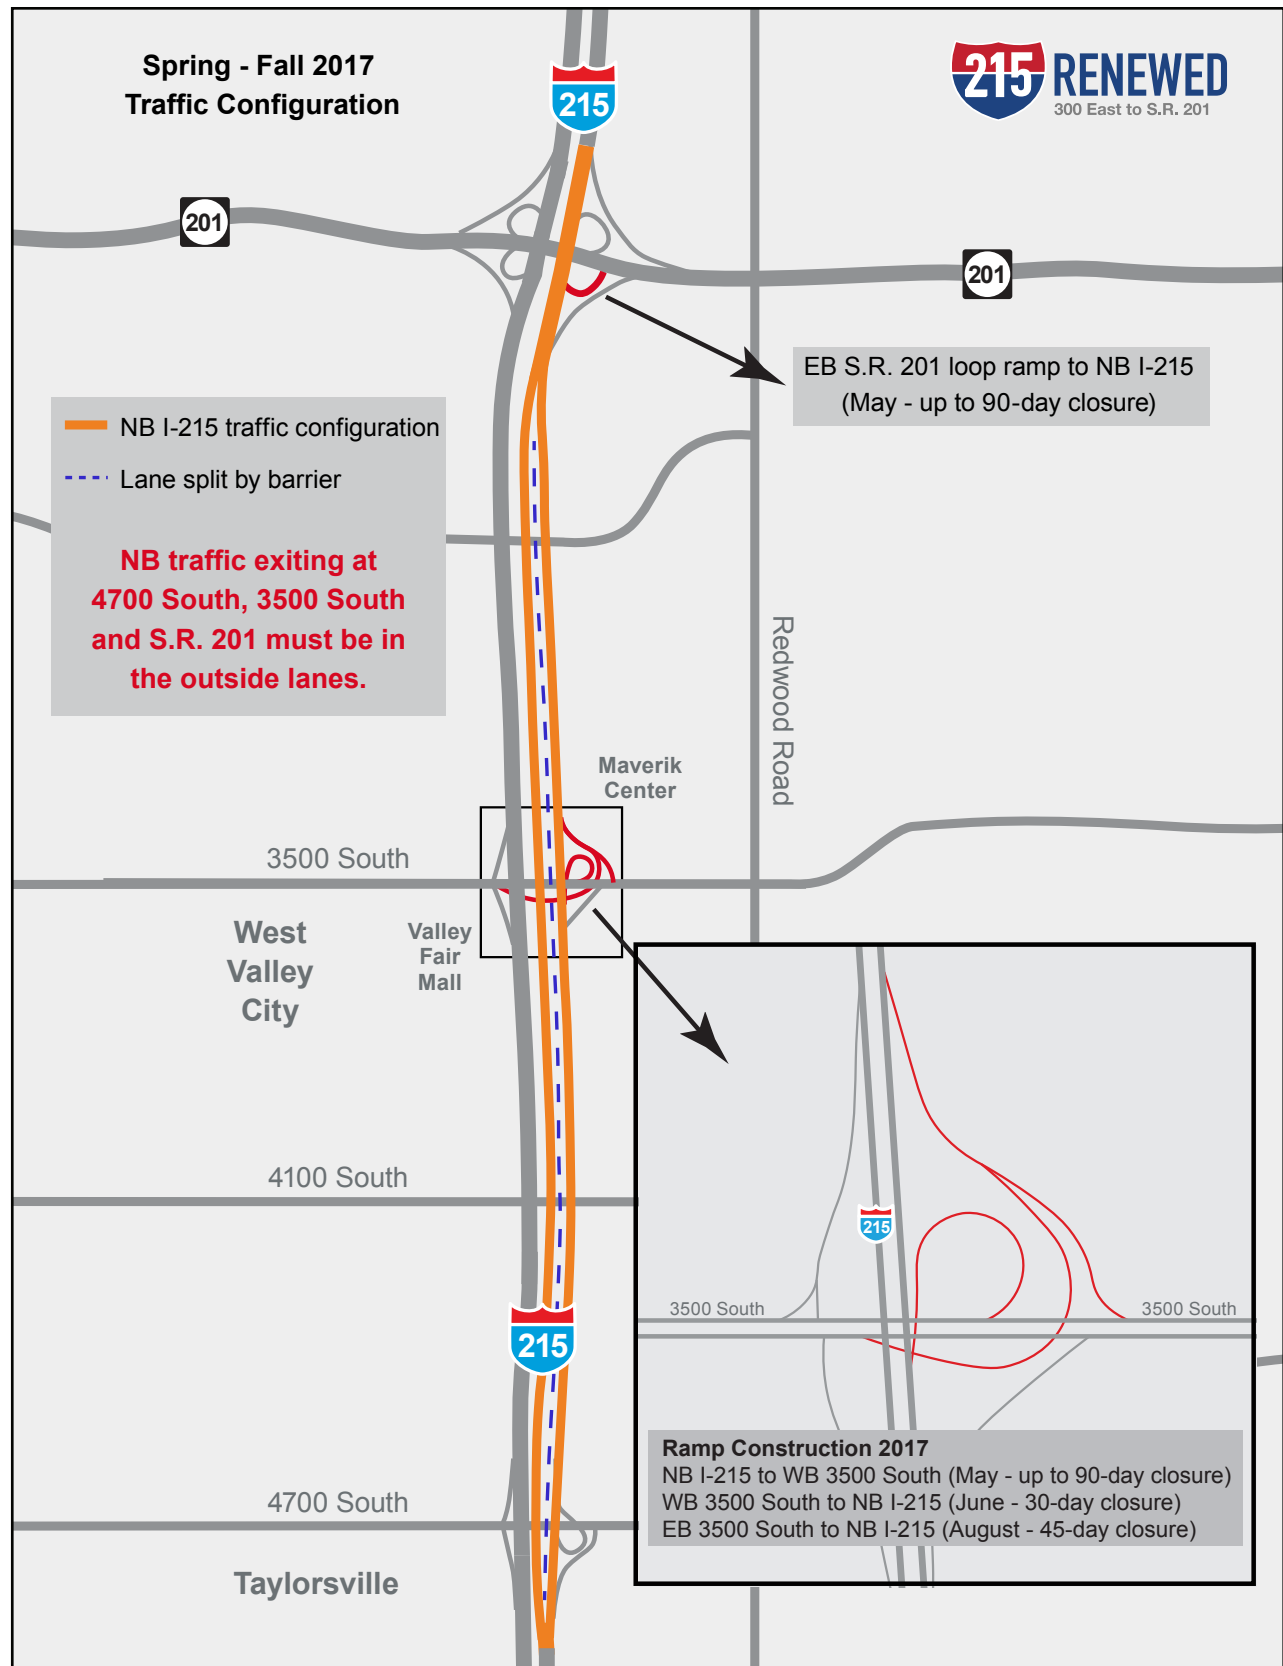 Spring - Fall 2017
Traffic Configuration
215
215 RENEWED
300 East to S.R. 201
201
201
EB S.R. 201 loop ramp to NB I-215
(May - up to 90-day closure)
NB I-215 traffic configuration
Lane split by barrier
NB traffic exiting at
4700 South, 3500 South
and S.R. 201 must be in
the outside lanes.
Redwood Road
Maverik
Center
3500 South
West
Valley
City
Valley
Fair
Mall
4100 South
215
3500 South
3500 South
215
Ramp Construction 2017
NB I-215 to WB 3500 South (May - up to 90-day closure)
WB 3500 South to NB I-215 (June - 30-day closure)
EB 3500 South to NB I-215 (August - 45-day closure)
4700 South
Taylorsville